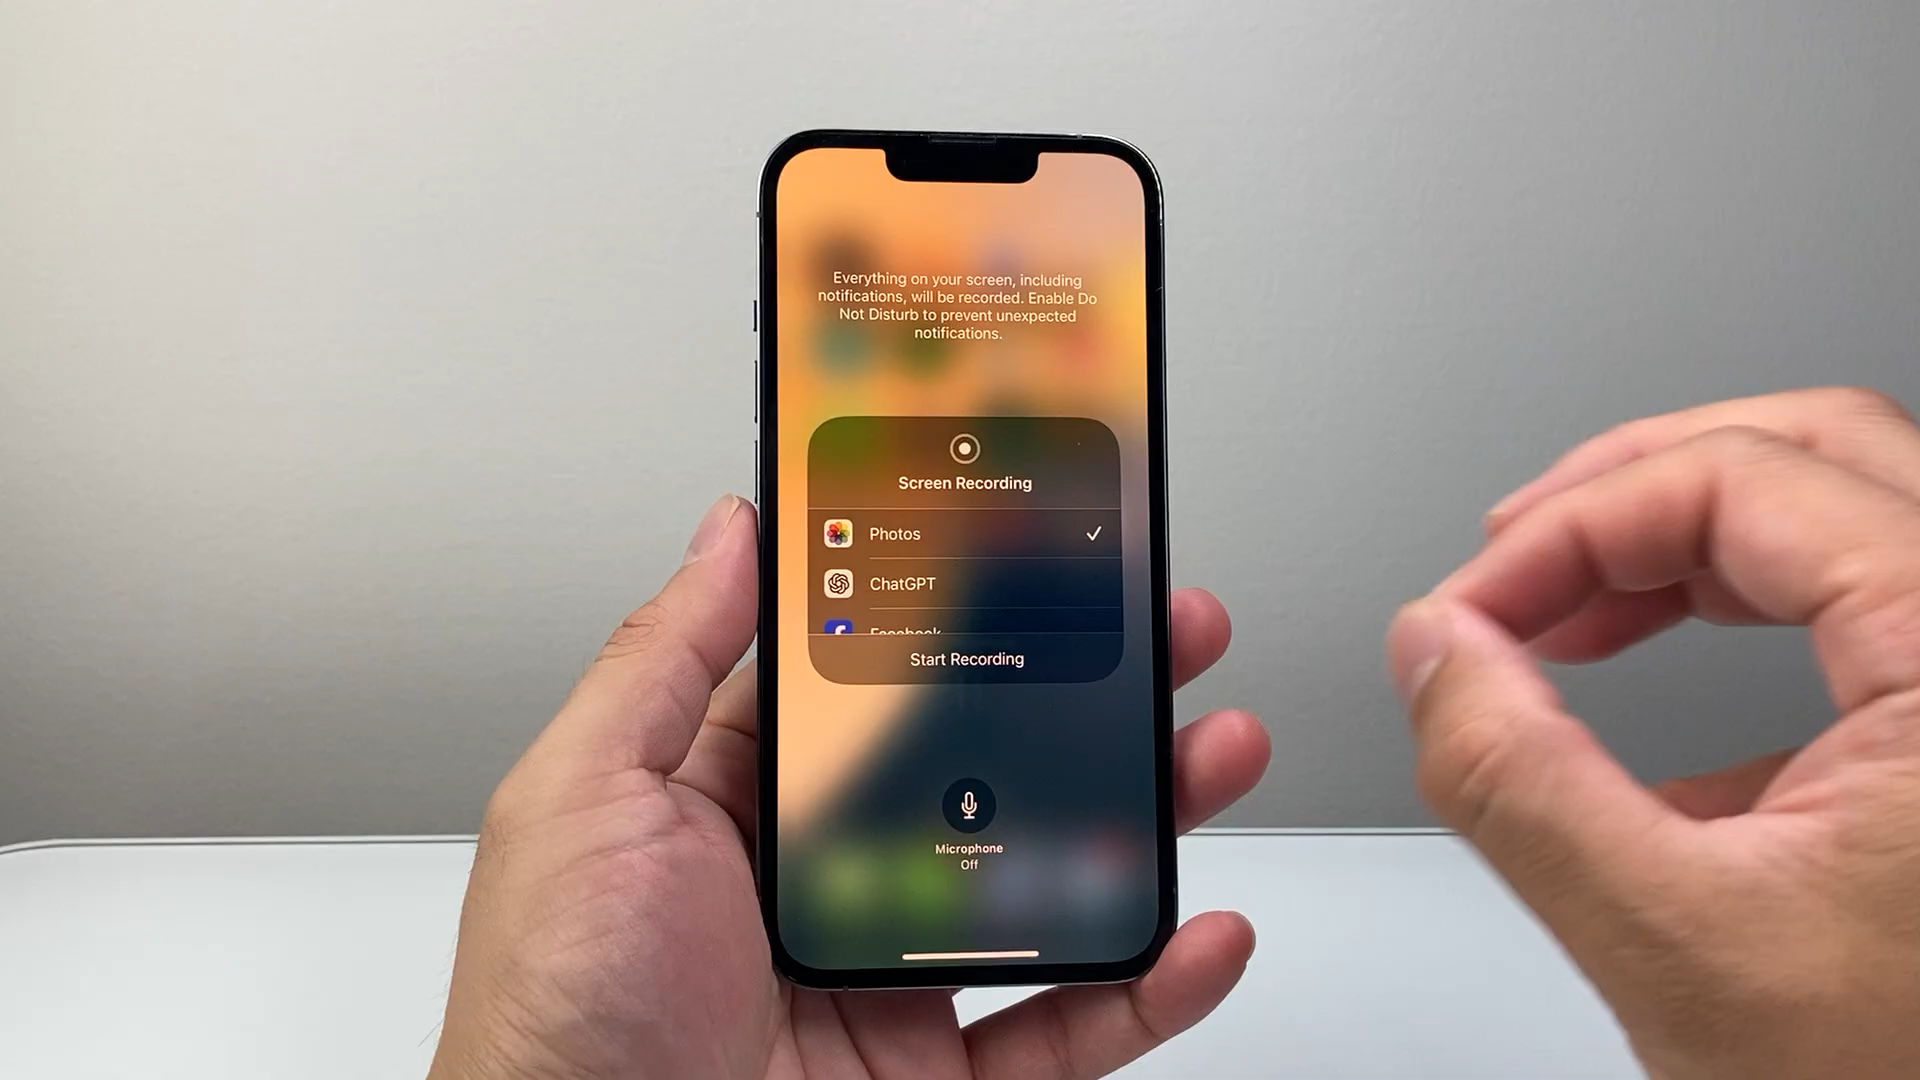 Everything on your screen, including
notifications, will be recorded. Enable Do
Not Disturb to prevent unexpected
notifications.
Screen Recording
Photos
ChatGPT
Facebook
Start Recording
Microphone
Off